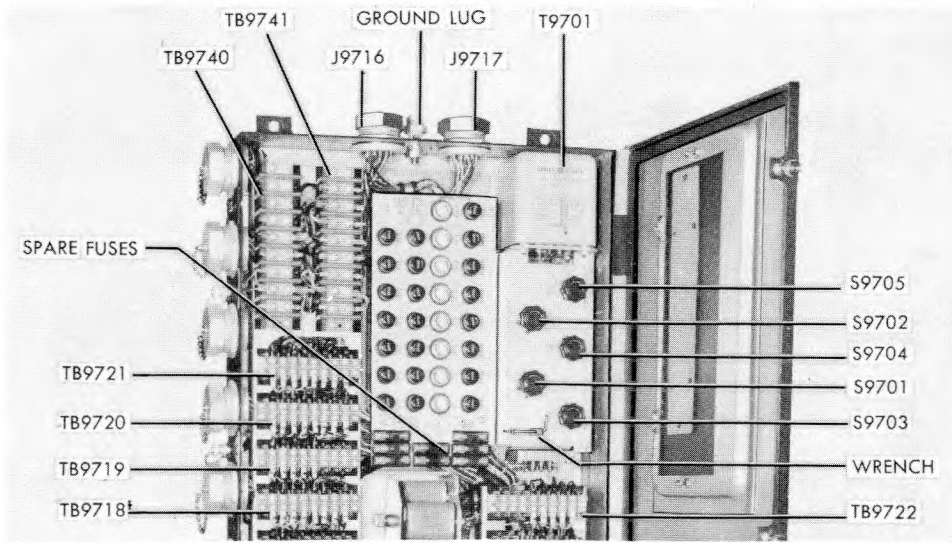 TB9741
GROUND LUG
T9701
TB9740
J9716
J9717
SPARE FUSES
S9705
S9702
S9704
TB9721
S9701
TB9720
S9703
TB9719
WRENCH
TB9718
TB9722